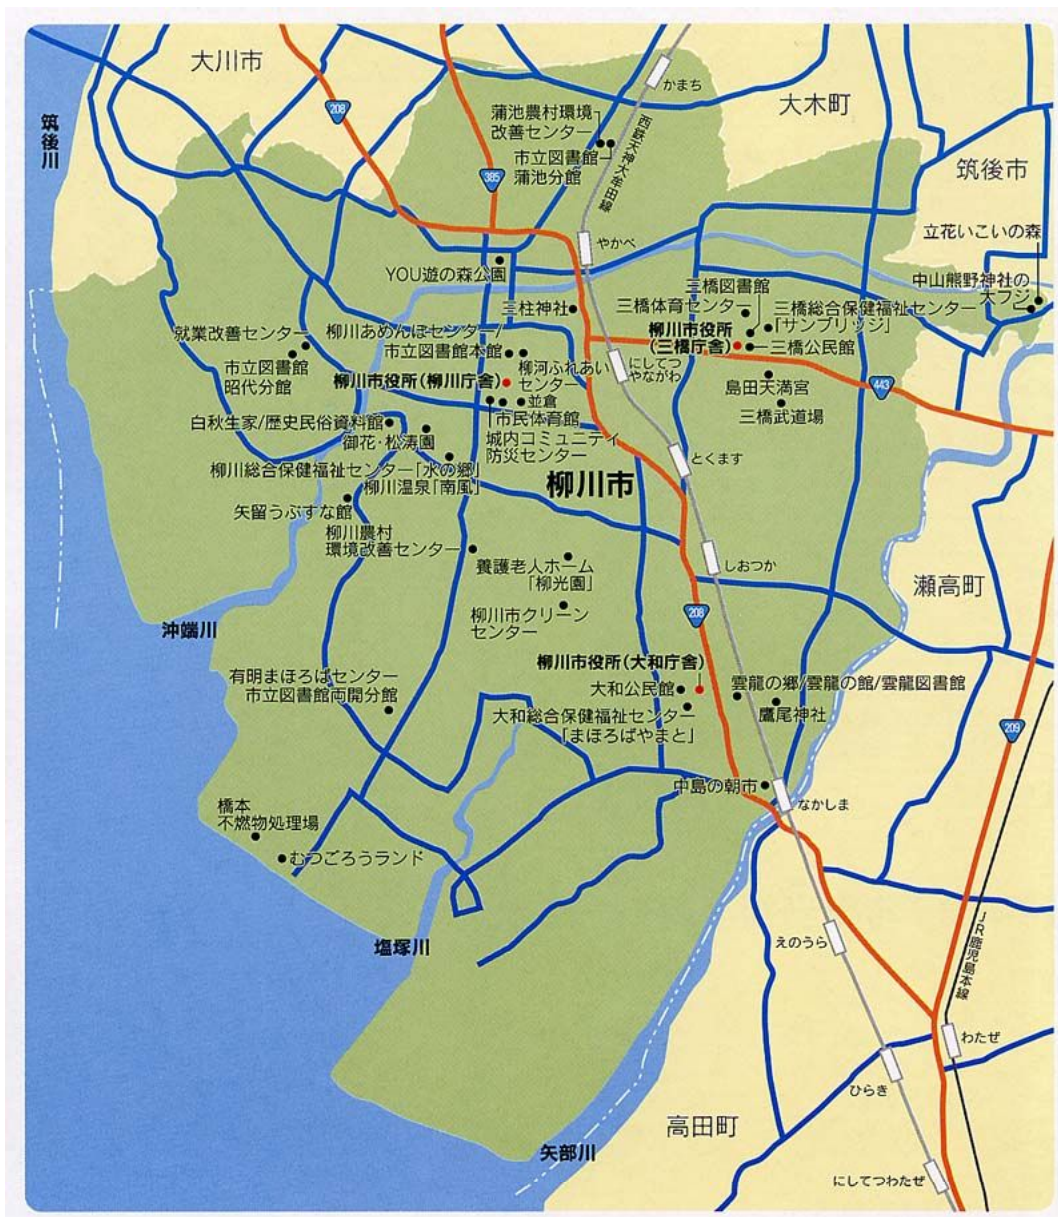 大川市
筑後川
208
385
かまち
西鉄天神大牟田線
大木町
筑後市
蒲池農村環境
改善センター
市立図書館
蒲池分館
立花いこいの森
中山熊野神社の
大フジ
やかべ
YOU遊の森公園
三柱神社
三橋図書館
三橋体育センター
三橋総合保健福祉センター
「サンブリッジ」
柳川市役所
(三橋庁舎)
三橋公民館
就業改善センター
市立図書館
昭代分館
柳川あめんぼセンター/
市立図書館本館
柳河ふれあい
センター
にしてつ
やながわ
柳川市役所(柳川庁舎)
並倉
市民体育館
島田天満宮
三橋武道場
443
白秋生家/歴史民俗資料館
御花・松涛園
城内コミュニティ
防災センター
とくます
柳川総合保健福祉センター「水の郷」
柳川温泉「南風」
柳川市
矢留うぶすな館
柳川農村
環境改善センター
養護老人ホーム
「柳光園」
しおつか
瀬高町
柳川市クリーン
センター
208
沖端川
柳川市役所(大和庁舎)
有明まほろばセンター
市立図書館両開分館
大和公民館
雲龍の郷/雲龍の館/雲龍図書館
鷹尾神社
大和総合保健福祉センター
「まほろばやまと」
209
中島の朝市
なかしま
橋本
不燃物処理場
むつごろうランド
塩塚川
えのうら
JR鹿児島本線
わたぜ
ひらき
高田町
矢部川
にしてつわたぜ